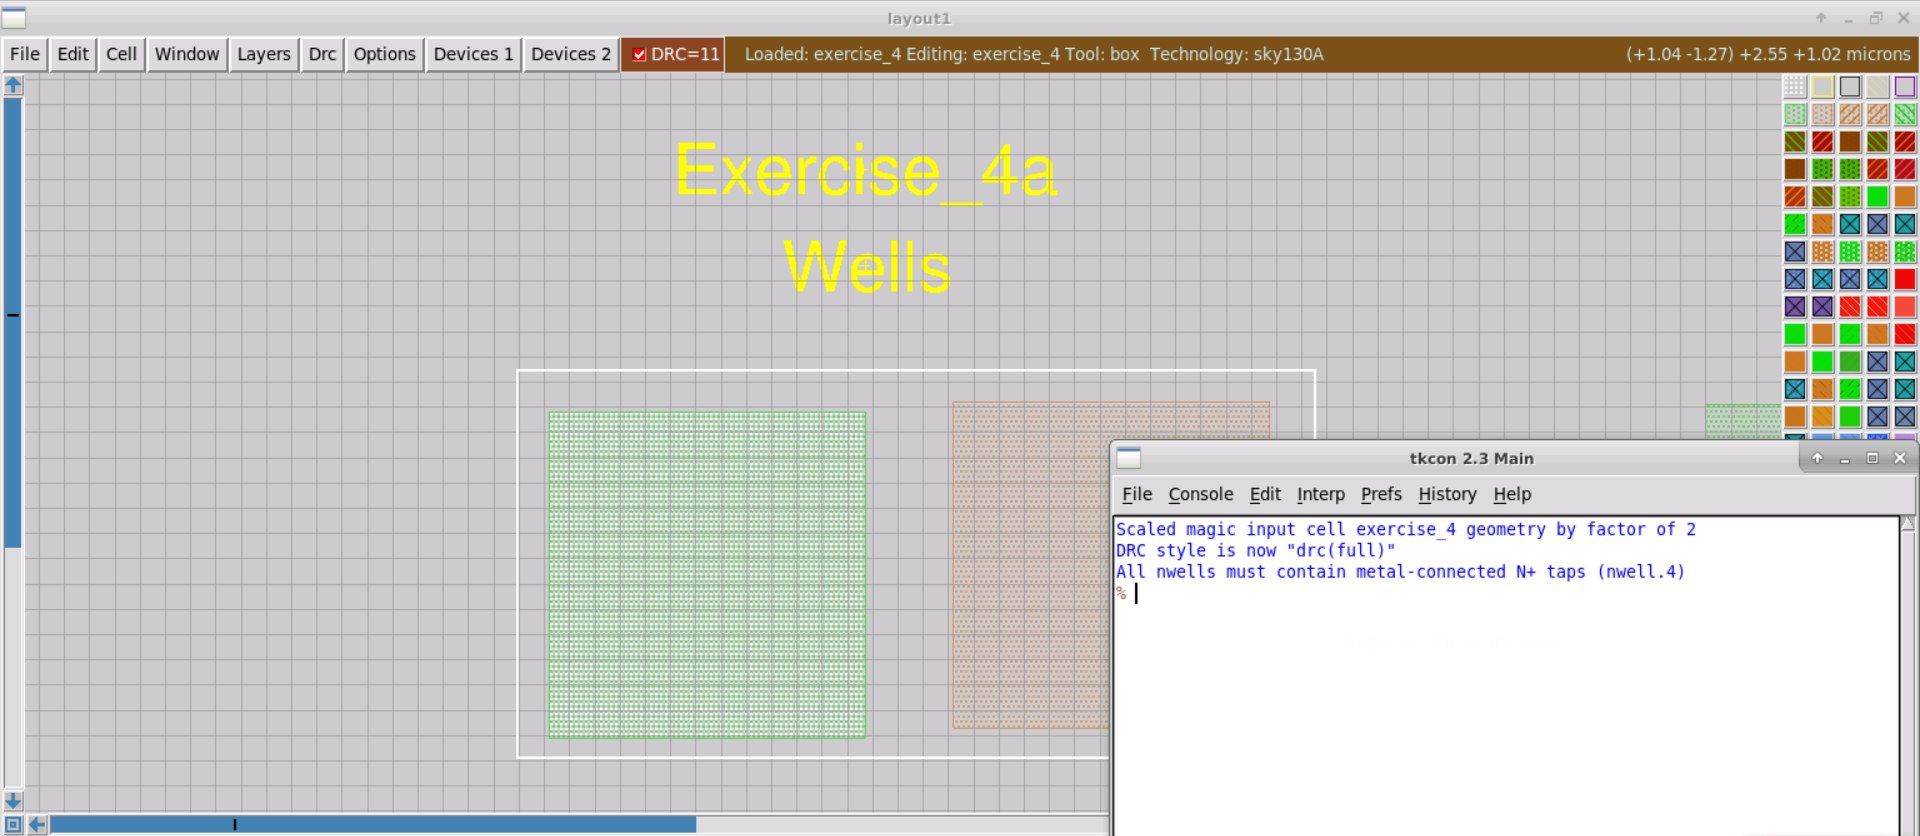 layout1
File Edit Cell Window Layers Drc Options Devices 1 Devices 2 DRC=11 Loaded: exercise_4 Editing: exercise_4 Tool: box Technology: sky130A (+1.04 -1.27) +2.55 +1.02 microns
Exercise_4a
Wells
tkcon 2.3 Main
File Console Edit Interp Prefs History Help
Scaled magic input cell exercise_4 geometry by factor of 2
DRC style is now "drc(full)"
All nwells must contain metal-connected N+ taps (nwell.4)
%